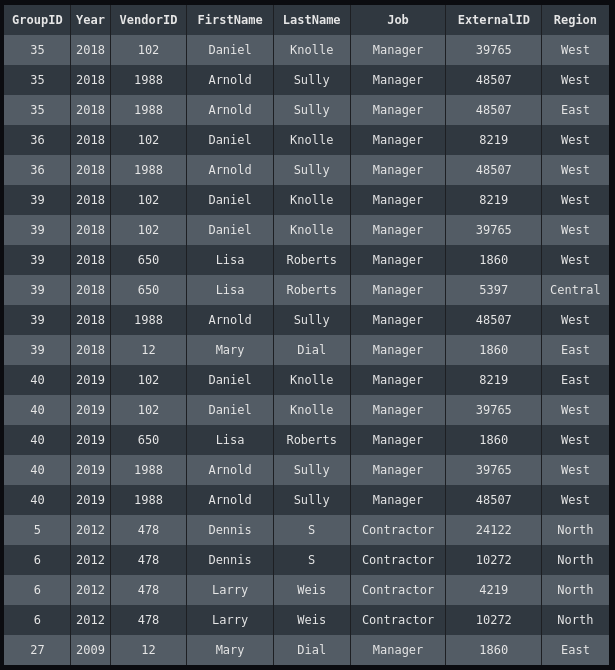 GroupID Year VendorID FirstName LastName Job ExternalID Region
35 2018 102 Daniel Knolle Manager 39765 West
35 2018 1988 Arnold Sully Manager 48507 West
35 2018 1988 Arnold Sully Manager 48507 East
36 2018 102 Daniel Knolle Manager 8219 West
36 2018 1988 Arnold Sully Manager 48507 West
39 2018 102 Daniel Knolle Manager 8219 West
39 2018 102 Daniel Knolle Manager 39765 West
39 2018 650 Lisa Roberts Manager 1860 West
39 2018 650 Lisa Roberts Manager 5397 Central
39 2018 1988 Arnold Sully Manager 48507 West
39 2018 12 Mary Dial Manager 1860 East
40 2019 102 Daniel Knolle Manager 8219 East
40 2019 102 Daniel Knolle Manager 39765 West
40 2019 650 Lisa Roberts Manager 1860 West
40 2019 1988 Arnold Sully Manager 39765 West
40 2019 1988 Arnold Sully Manager 48507 West
5 2012 478 Dennis S Contractor 24122 North
6 2012 478 Dennis S Contractor 10272 North
6 2012 478 Larry Weis Contractor 4219 North
6 2012 478 Larry Weis Contractor 10272 North
27 2009 12 Mary Dial Manager 1860 East